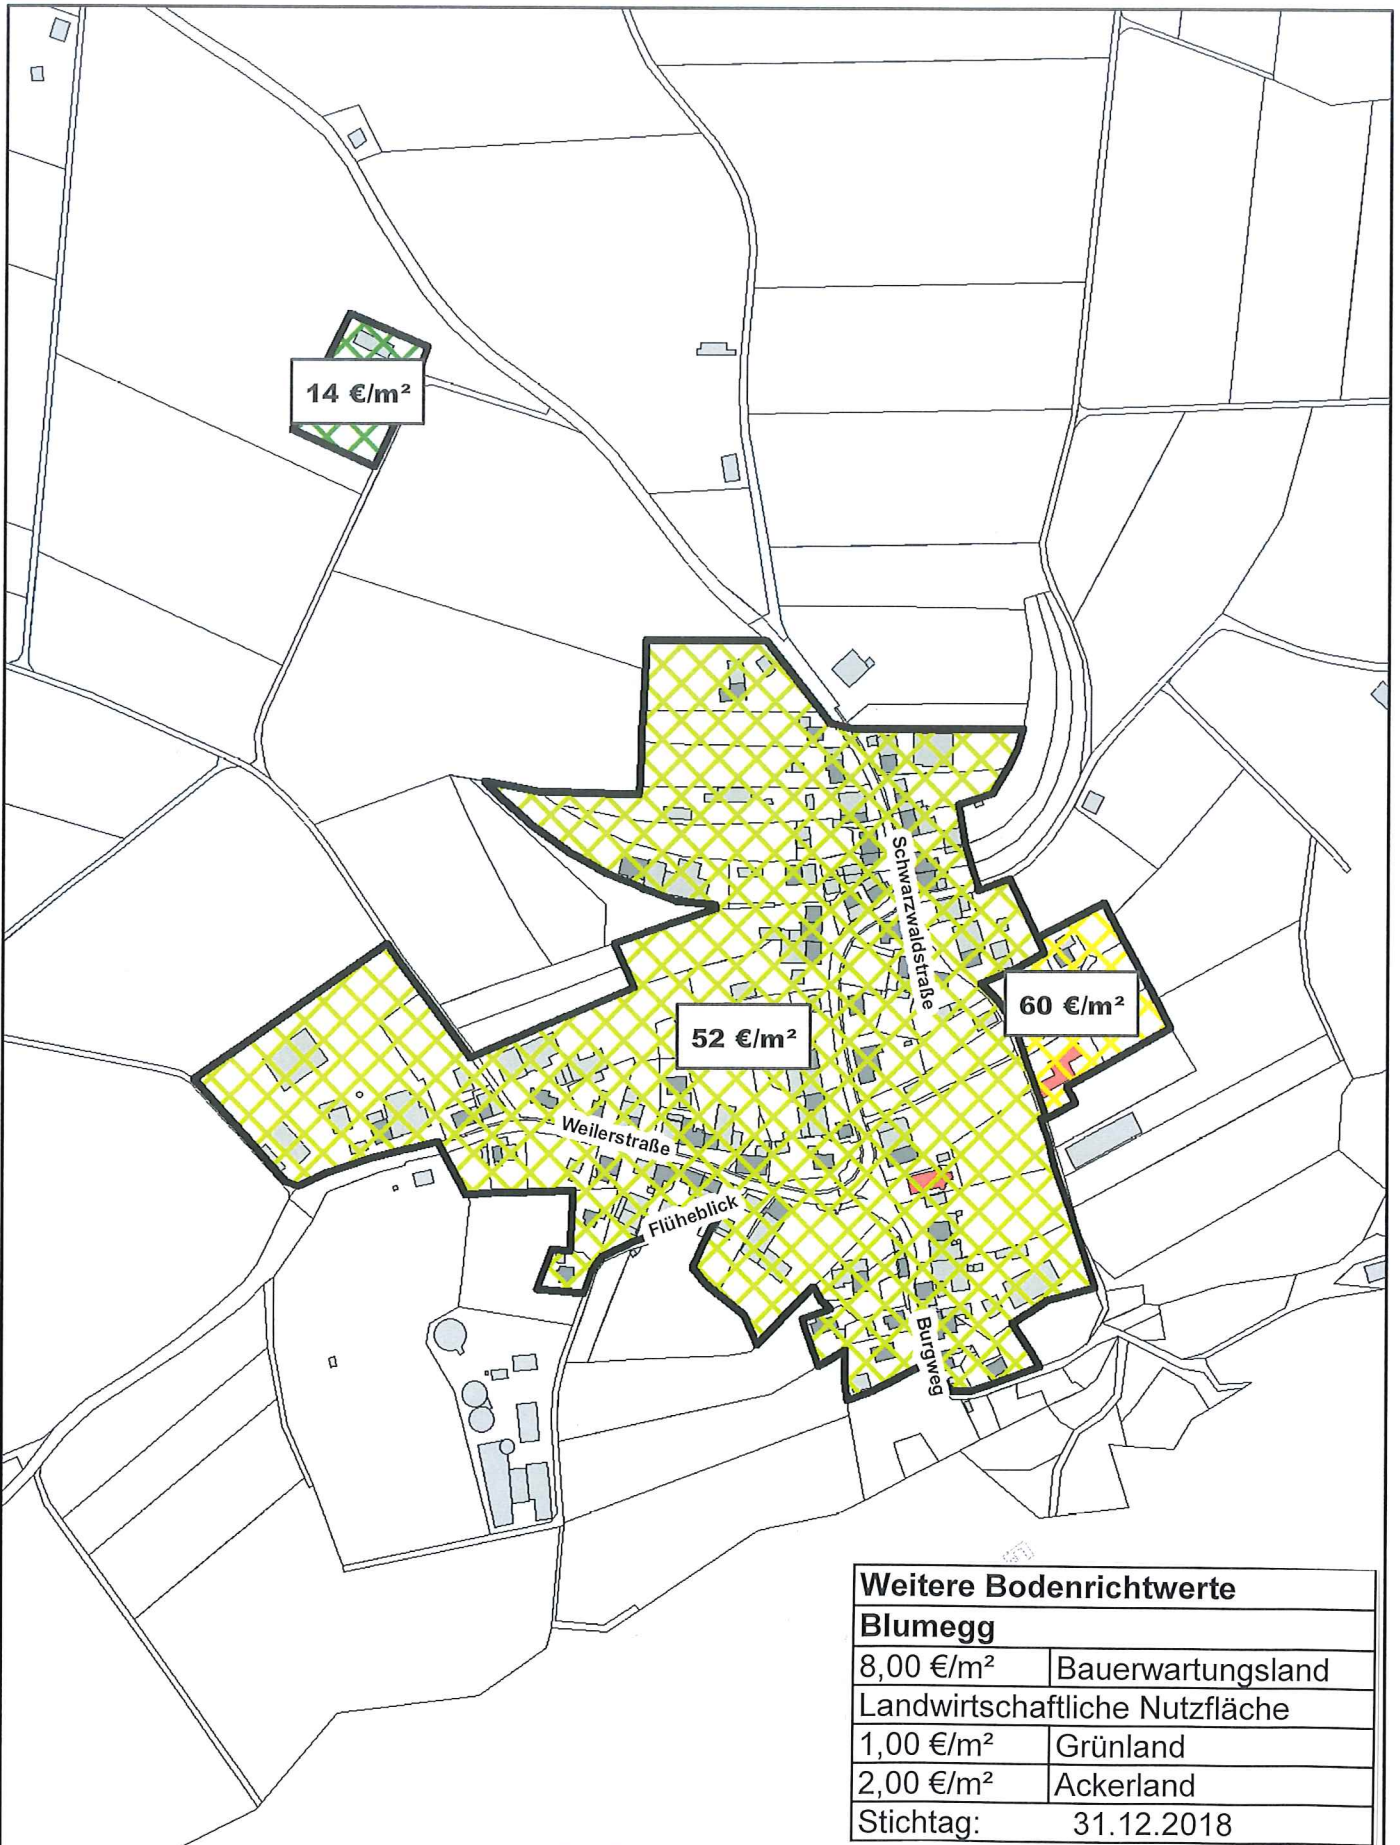 14 €/m²
Schwarzwaldstraße
60 €/m²
52 €/m²
Weilerstraße
Flüheblick
Burgweg
Weitere Bodenrichtwerte
Blumegg
8,00 €/m² Bauerwartungsland
Landwirtschaftliche Nutzfläche
1,00 €/m² Grünland
2,00 €/m² Ackerland
Stichtag: 31.12.2018